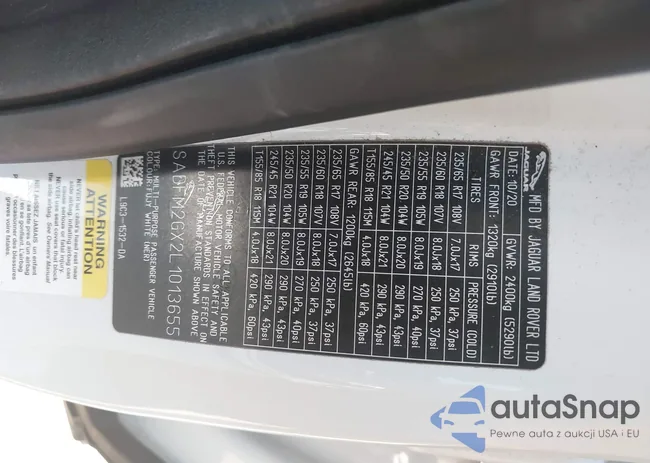 JAGUAR
MFD BY JAGUAR LAND ROVER LTD
DATE: 10/20 GVWR: 2400kg (5290lb)
GAWR FRONT: 1320kg (2910lb)
TIRES RIMS PRESSURE (COLD)
235/65 R17 108V 7.0Jx17 250 kPa, 37psi
235/60 R18 107V 8.0Jx18 250 kPa, 37psi
235/55 R19 105W 8.0Jx19 270 kPa, 40psi
235/50 R20 104W 8.0Jx20 290 kPa, 43psi
245/45 R21 104W 8.0Jx21 290 kPa, 43psi
T155/85 R18 115M 4.0Jx18 420 kPa, 60psi
GAWR REAR: 1290kg (2845lb)
235/65 R17 108V 7.0Jx17 250 kPa, 37psi
235/60 R18 107V 8.0Jx18 250 kPa, 37psi
235/55 R19 105W 8.0Jx19 270 kPa, 40psi
235/50 R20 104W 8.0Jx20 290 kPa, 43psi
245/45 R21 104W 8.0Jx21 290 kPa, 43psi
T155/85 R18 115M 4.0Jx18 420 kPa, 60psi
THIS VEHICLE CONFORMS TO ALL APPLICABLE
U.S. FEDERAL MOTOR VEHICLE SAFETY AND
THEFT PREVENTION STANDARDS IN EFFECT ON
THE DATE OF MANUFACTURE SHOWN ABOVE
SADFM2GX2L1013655
TYPE: MULTI-PURPOSE PASSENGER VEHICLE
COLOUR: FUJI WHITE (NER)
L9C3-1532-DA
WARNING
ATTENTION
autaSnap
Pewne auta z aukcji USA i EU